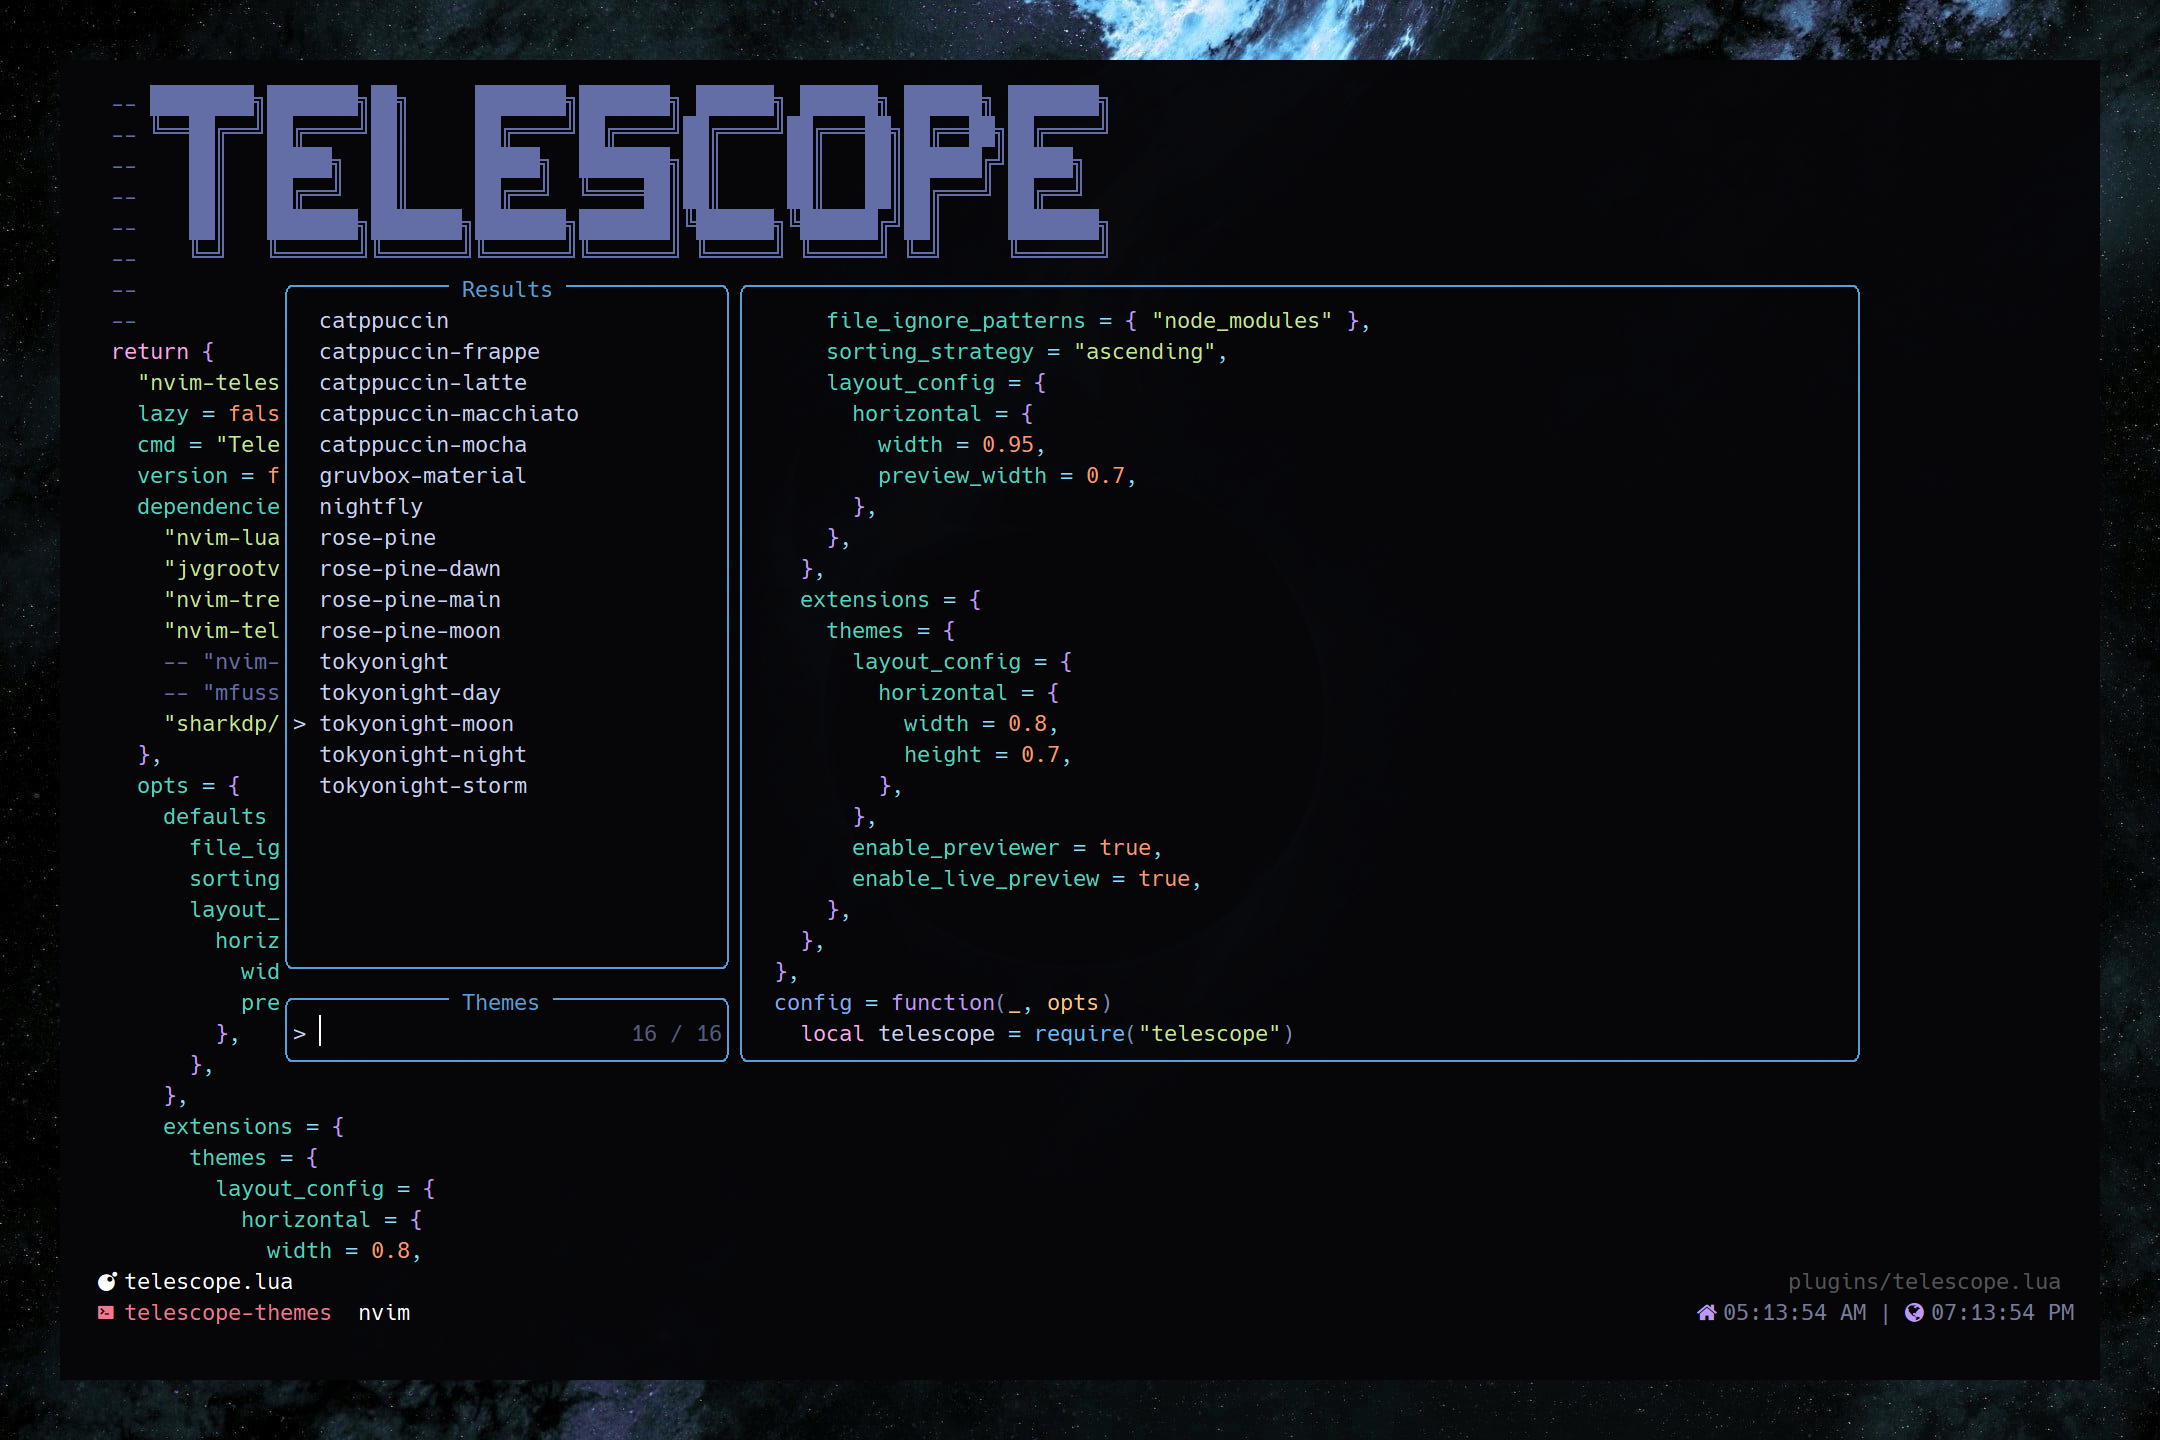 TELESCOPE
--
--
--
--
--
--
--
--
return {
"nvim-teles
lazy = fals
cmd = "Tele
version = f
dependencie
"nvim-lua
"jvgrootv
"nvim-tre
"nvim-tel
-- "nvim-
-- "mfuss
"sharkdp/
},
opts = {
defaults
file_ig
sorting
layout_
horiz
wid
pre
},
},
},
extensions = {
themes = {
layout_config = {
horizontal = {
width = 0.8,
Results
catppuccin
catppuccin-frappe
catppuccin-latte
catppuccin-macchiato
catppuccin-mocha
gruvbox-material
nightfly
rose-pine
rose-pine-dawn
rose-pine-main
rose-pine-moon
tokyonight
tokyonight-day
> tokyonight-moon
tokyonight-night
tokyonight-storm
Themes
> 16 / 16
file_ignore_patterns = { "node_modules" },
sorting_strategy = "ascending",
layout_config = {
horizontal = {
width = 0.95,
preview_width = 0.7,
},
},
},
extensions = {
themes = {
layout_config = {
horizontal = {
width = 0.8,
height = 0.7,
},
},
enable_previewer = true,
enable_live_preview = true,
},
},
},
config = function(_, opts)
local telescope = require("telescope")
telescope.lua plugins/telescope.lua
telescope-themes nvim 05:13:54 AM | 07:13:54 PM